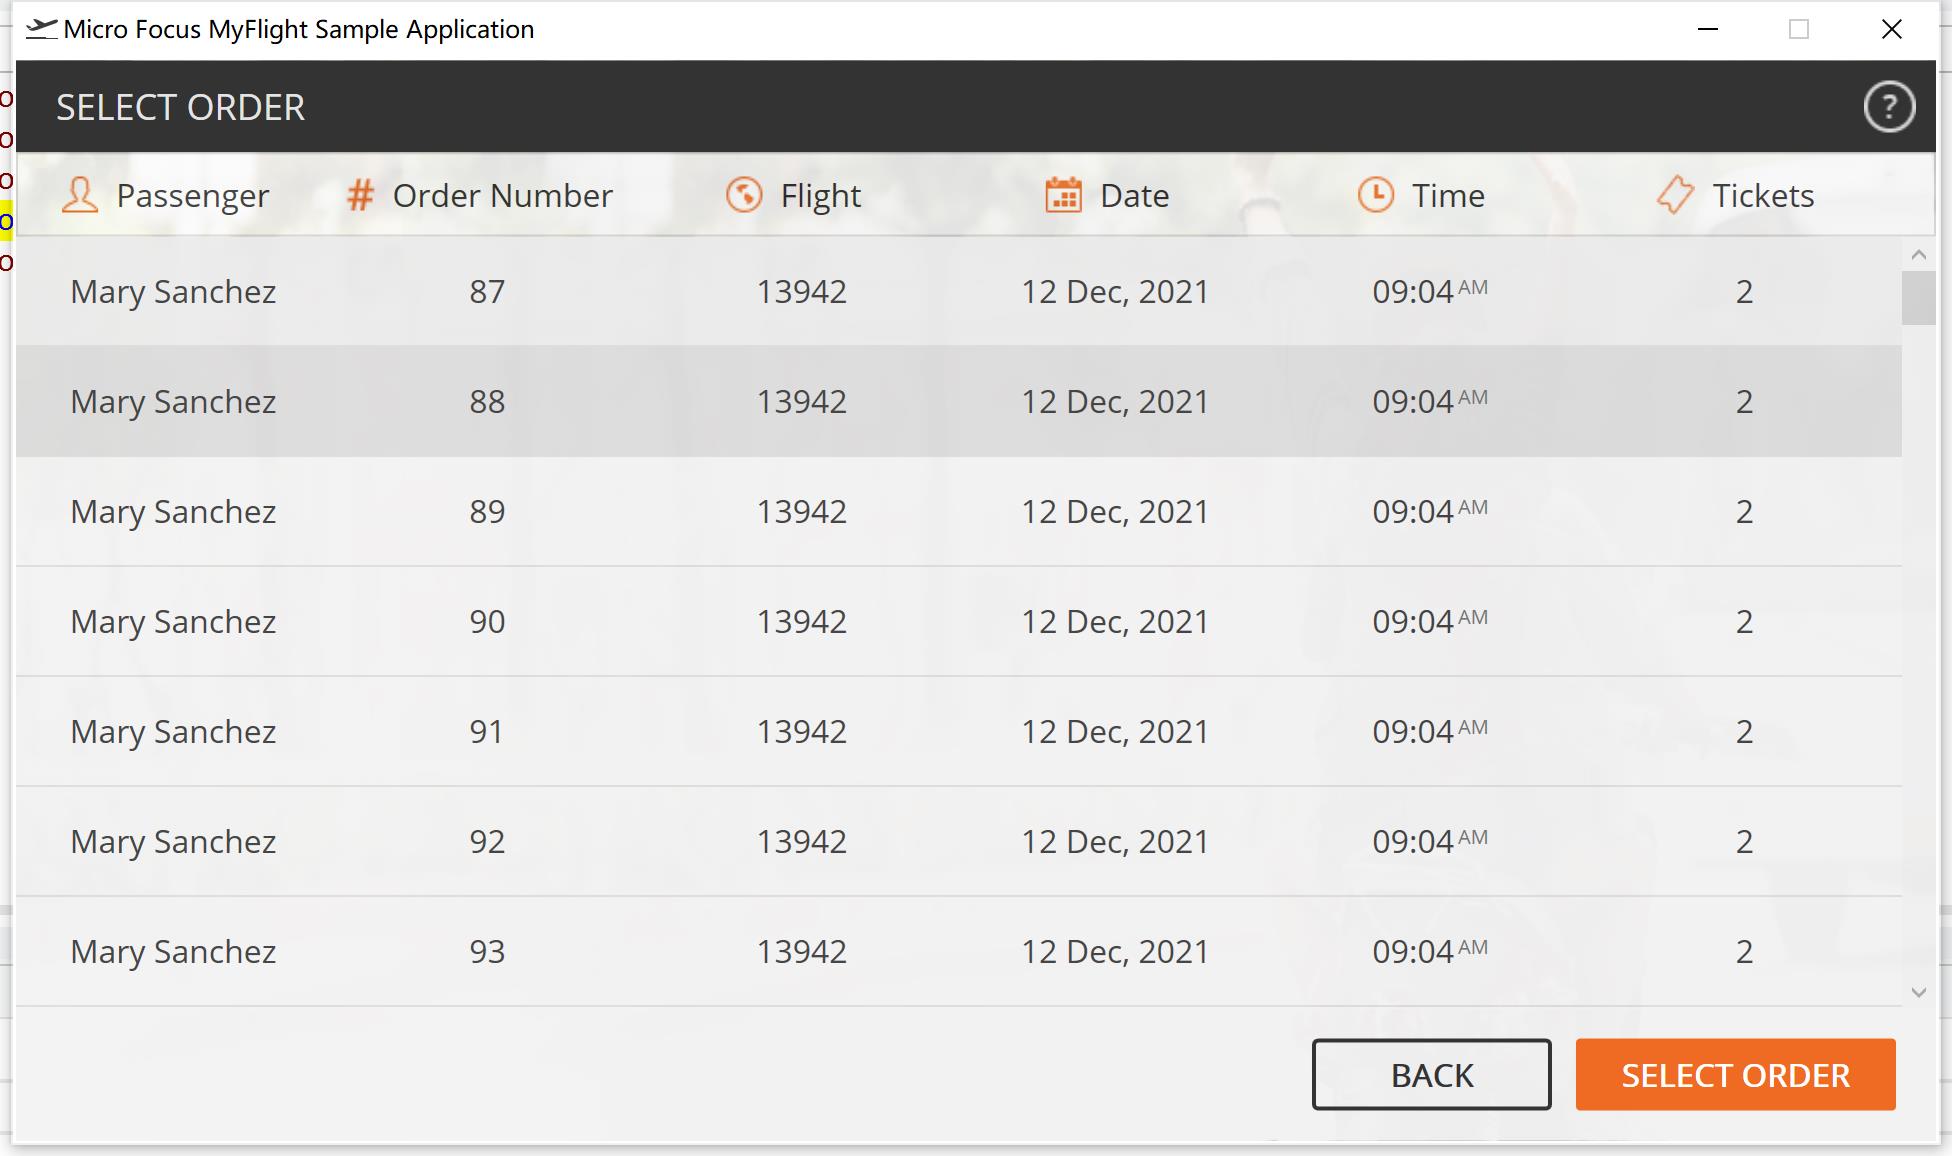 Micro Focus MyFlight Sample Application
SELECT ORDER ?
Passenger # Order Number Flight Date Time Tickets
Mary Sanchez 87 13942 12 Dec, 2021 09:04 AM 2
Mary Sanchez 88 13942 12 Dec, 2021 09:04 AM 2
Mary Sanchez 89 13942 12 Dec, 2021 09:04 AM 2
Mary Sanchez 90 13942 12 Dec, 2021 09:04 AM 2
Mary Sanchez 91 13942 12 Dec, 2021 09:04 AM 2
Mary Sanchez 92 13942 12 Dec, 2021 09:04 AM 2
Mary Sanchez 93 13942 12 Dec, 2021 09:04 AM 2
BACK SELECT ORDER